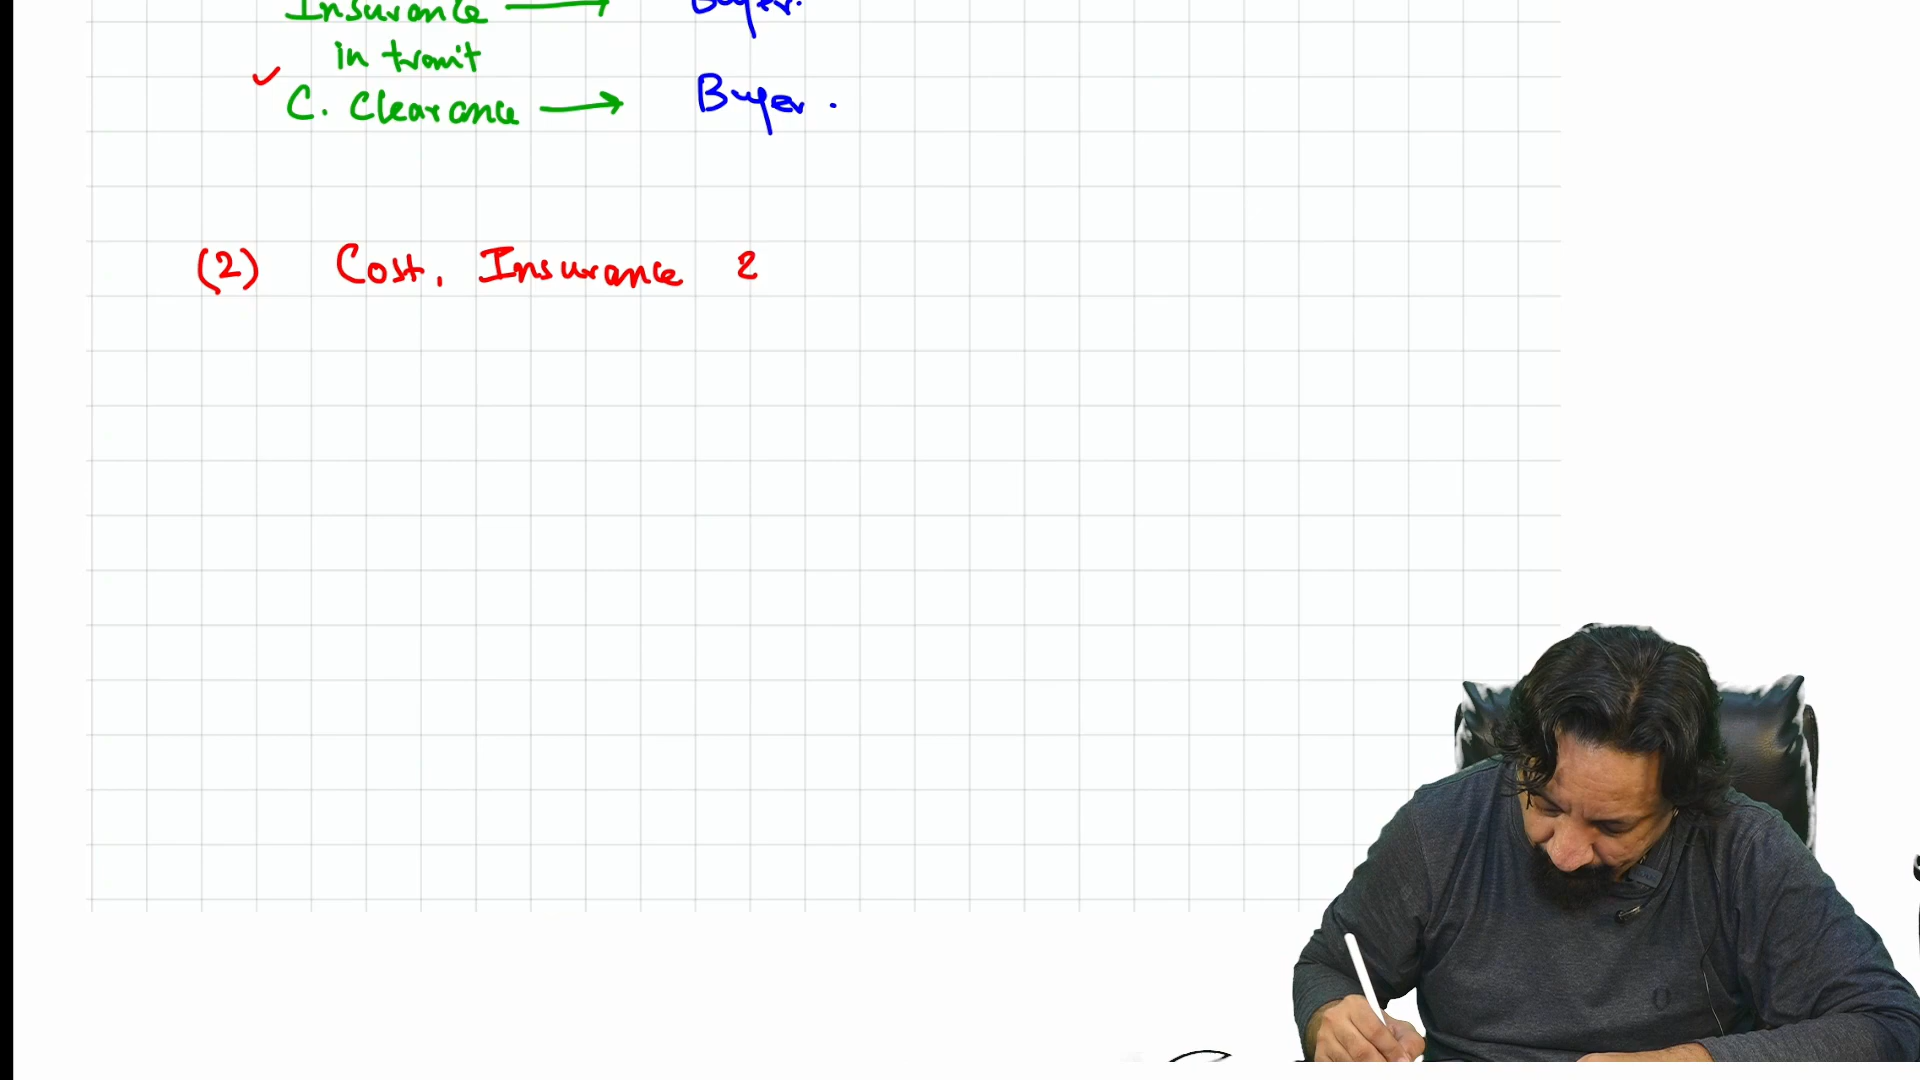 Insurance → Buyer.
in transit
✓ C. Clearance → Buyer.
(2) Cost, Insurance &